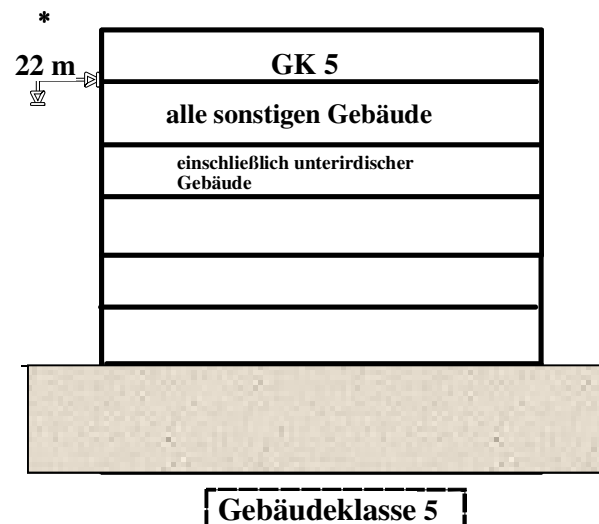 *
22 m
GK 5
alle sonstigen Gebäude
einschließlich unterirdischer
Gebäude
Gebäudeklasse 5